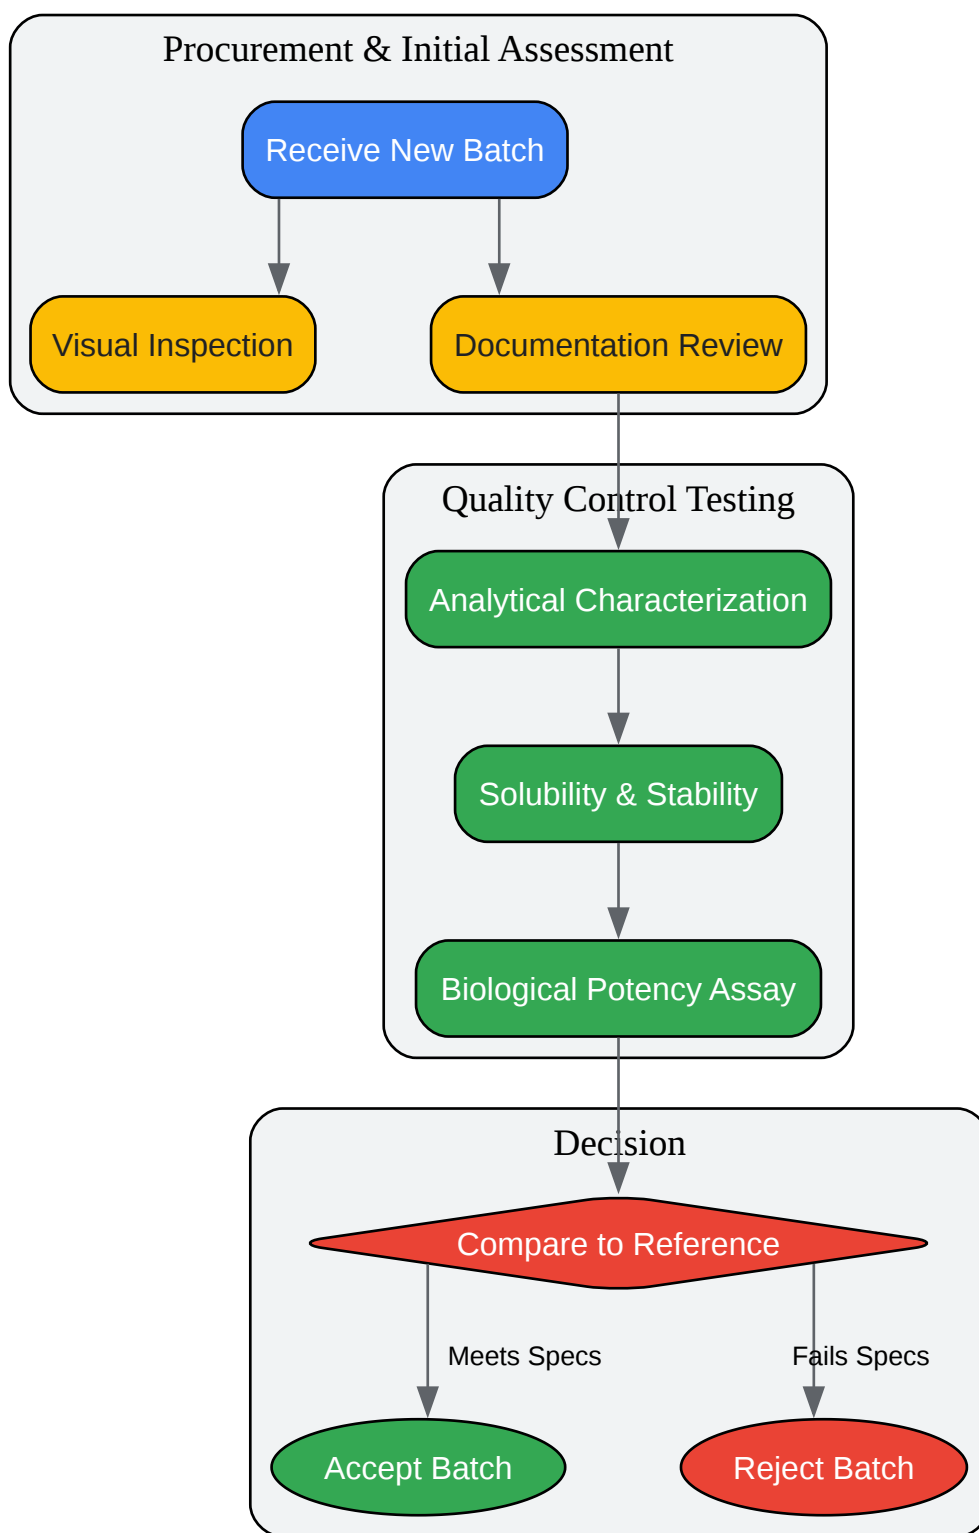 Procurement & Initial Assessment
Receive New Batch
Visual Inspection
Documentation Review
Quality Control Testing
Analytical Characterization
Solubility & Stability
Biological Potency Assay
Decision
Compare to Reference
Meets Specs
Fails Specs
Accept Batch
Reject Batch